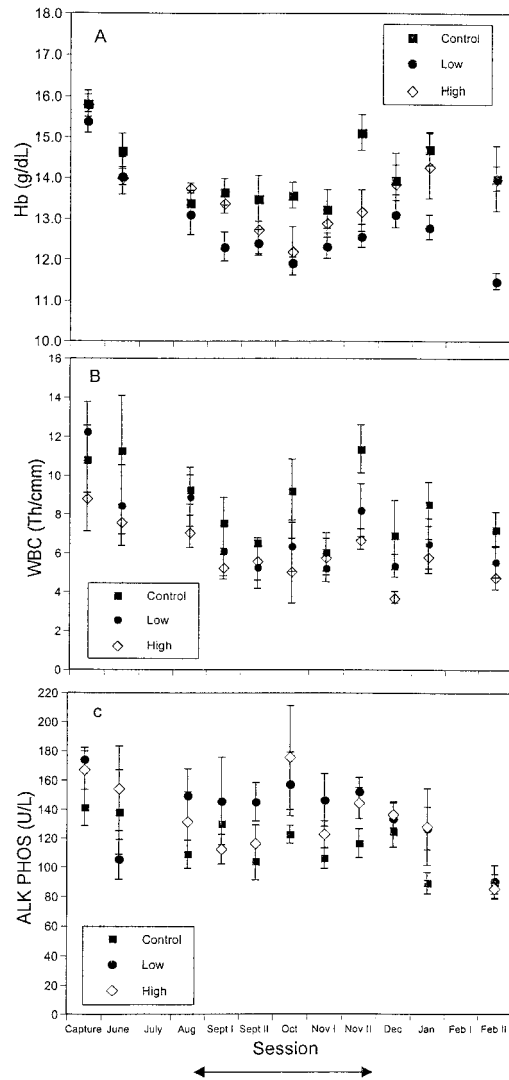 A
18.0
17.0
16.0
15.0
14.0
13.0
12.0
11.0
10.0
Hb (g/dL)
Control
Low
High
B
16
14
12
10
8
6
4
2
0
WBC (Th/cmm)
Control
Low
High
C
220
200
180
160
140
120
100
80
60
40
20
0
ALK PHOS (U/L)
Control
Low
High
Capture June July Aug Sept I Sept II Oct Nov I Nov II Dec Jan Feb I Feb II
Session